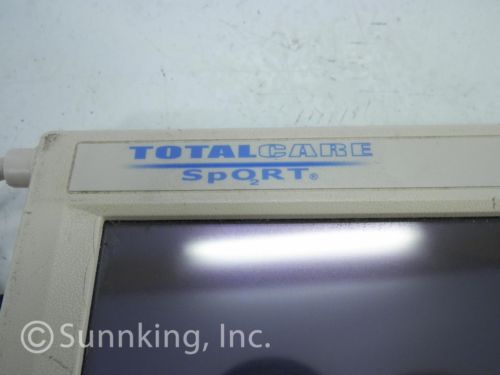 TOTALCARE
SpO2RT®
© Sunnking, Inc.